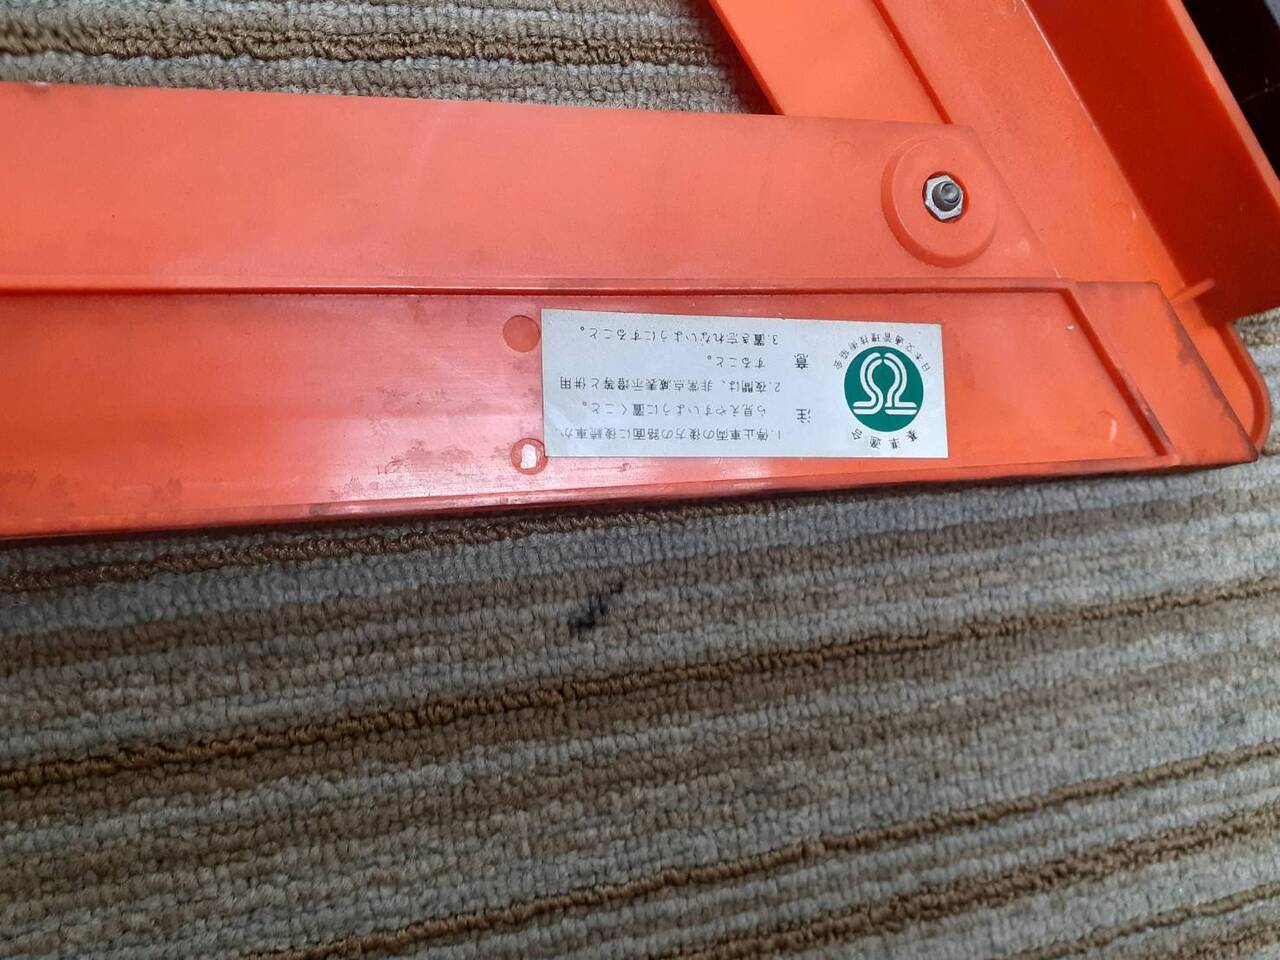 基準適合
日本交通管理技術協会
注意
1.停止車両の後方の路面に後続車か
ら見えやすいように置くこと。
2.夜間は、非常点滅表示燈等と併用
すること。
3.置き忘れないようにすること。